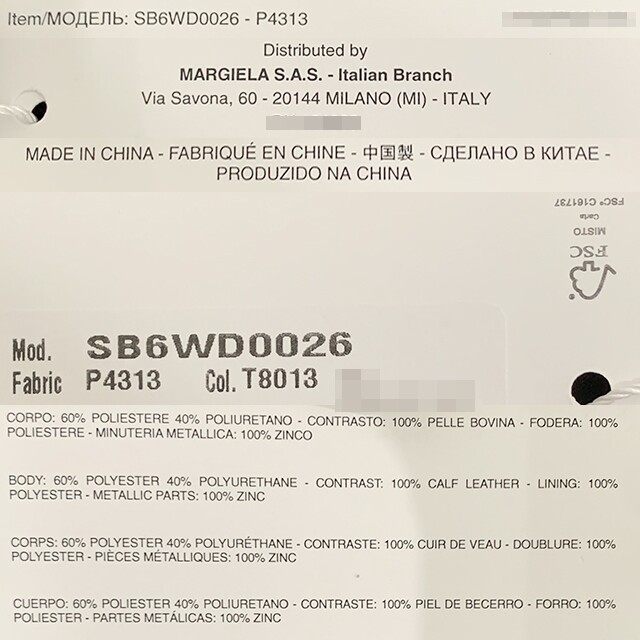 Item/МОДЕЛЬ: SB6WD0026 - P4313
Distributed by
MARGIELA S.A.S. - Italian Branch
Via Savona, 60 - 20144 MILANO (MI) - ITALY
MADE IN CHINA - FABRIQUÉ EN CHINE - 中国製 - СДЕЛАНО В КИТАЕ -
PRODUZIDO NA CHINA
FSC® C161737
Carta
MISTO
FSC
Mod. SB6WD0026
Fabric P4313 Col. T8013
CORPO: 60% POLIESTERE 40% POLIURETANO - CONTRASTO: 100% PELLE BOVINA - FODERA: 100%
POLIESTERE - MINUTERIA METALLICA: 100% ZINCO
BODY: 60% POLYESTER 40% POLYURETHANE - CONTRAST: 100% CALF LEATHER - LINING: 100%
POLYESTER - METALLIC PARTS: 100% ZINC
CORPS: 60% POLYESTER 40% POLYURÉTHANE - CONTRASTE: 100% CUIR DE VEAU - DOUBLURE: 100%
POLYESTER - PIÈCES MÉTALLIQUES: 100% ZINC
CUERPO: 60% POLIESTER 40% POLIURETANO - CONTRASTE: 100% PIEL DE BECERRO - FORRO: 100%
POLIESTER - PARTES METÁLICAS: 100% ZINC